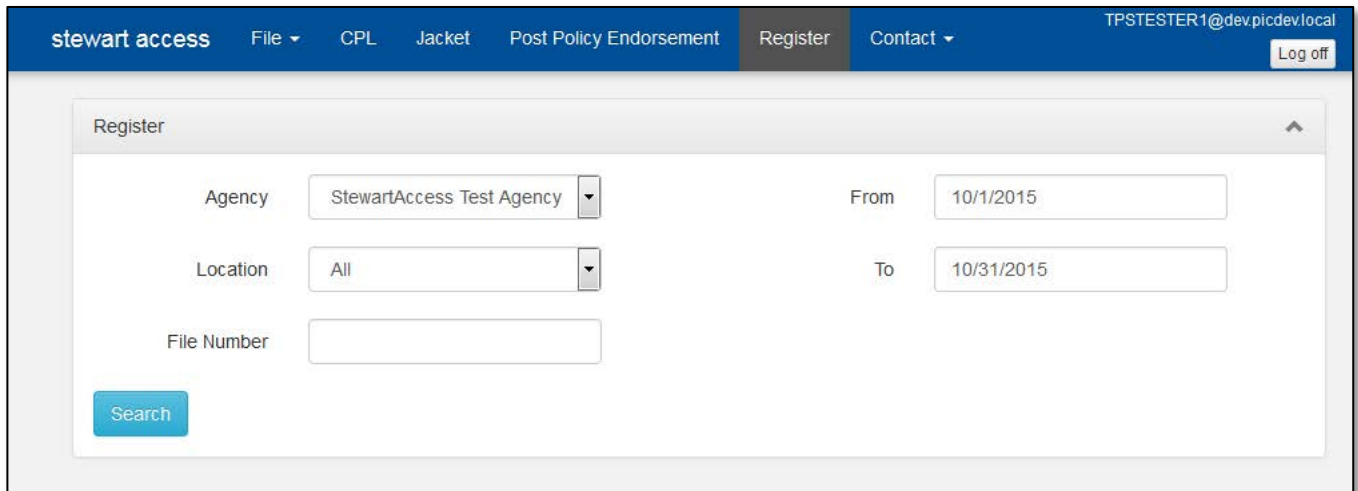 TPSTESTER1@dev.picdev.local
stewart access File CPL Jacket Post Policy Endorsement Register Contact
Log off
Register
Agency StewartAccess Test Agency From 10/1/2015
Location All To 10/31/2015
File Number
Search